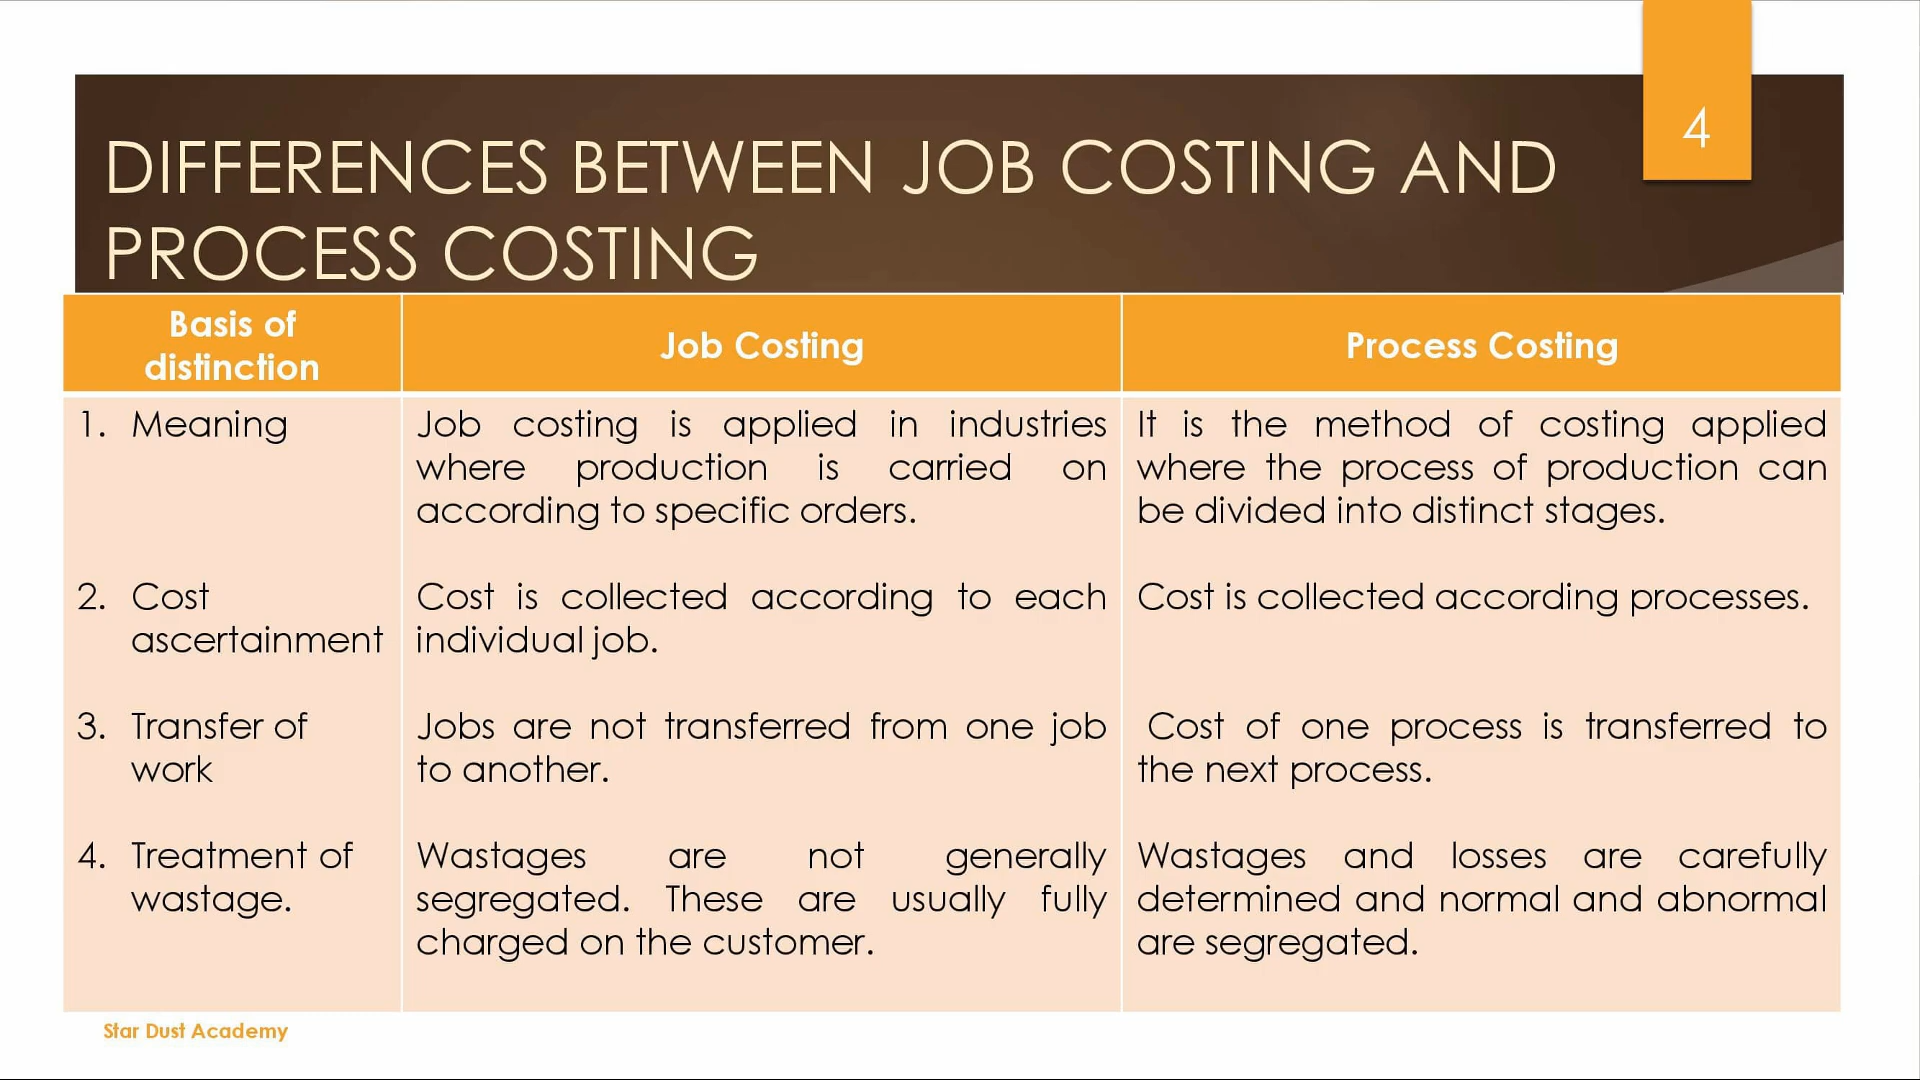 4
DIFFERENCES BETWEEN JOB COSTING AND
PROCESS COSTING
Basis of
distinction
Job Costing
Process Costing
1. Meaning
Job costing is applied in industries
where production is carried on
according to specific orders.
It is the method of costing applied
where the process of production can
be divided into distinct stages.
2. Cost
ascertainment
Cost is collected according to each
individual job.
Cost is collected according processes.
3. Transfer of
work
Jobs are not transferred from one job
to another.
Cost of one process is transferred to
the next process.
4. Treatment of
wastage.
Wastages are not generally
segregated. These are usually fully
charged on the customer.
Wastages and losses are carefully
determined and normal and abnormal
are segregated.
Star Dust Academy